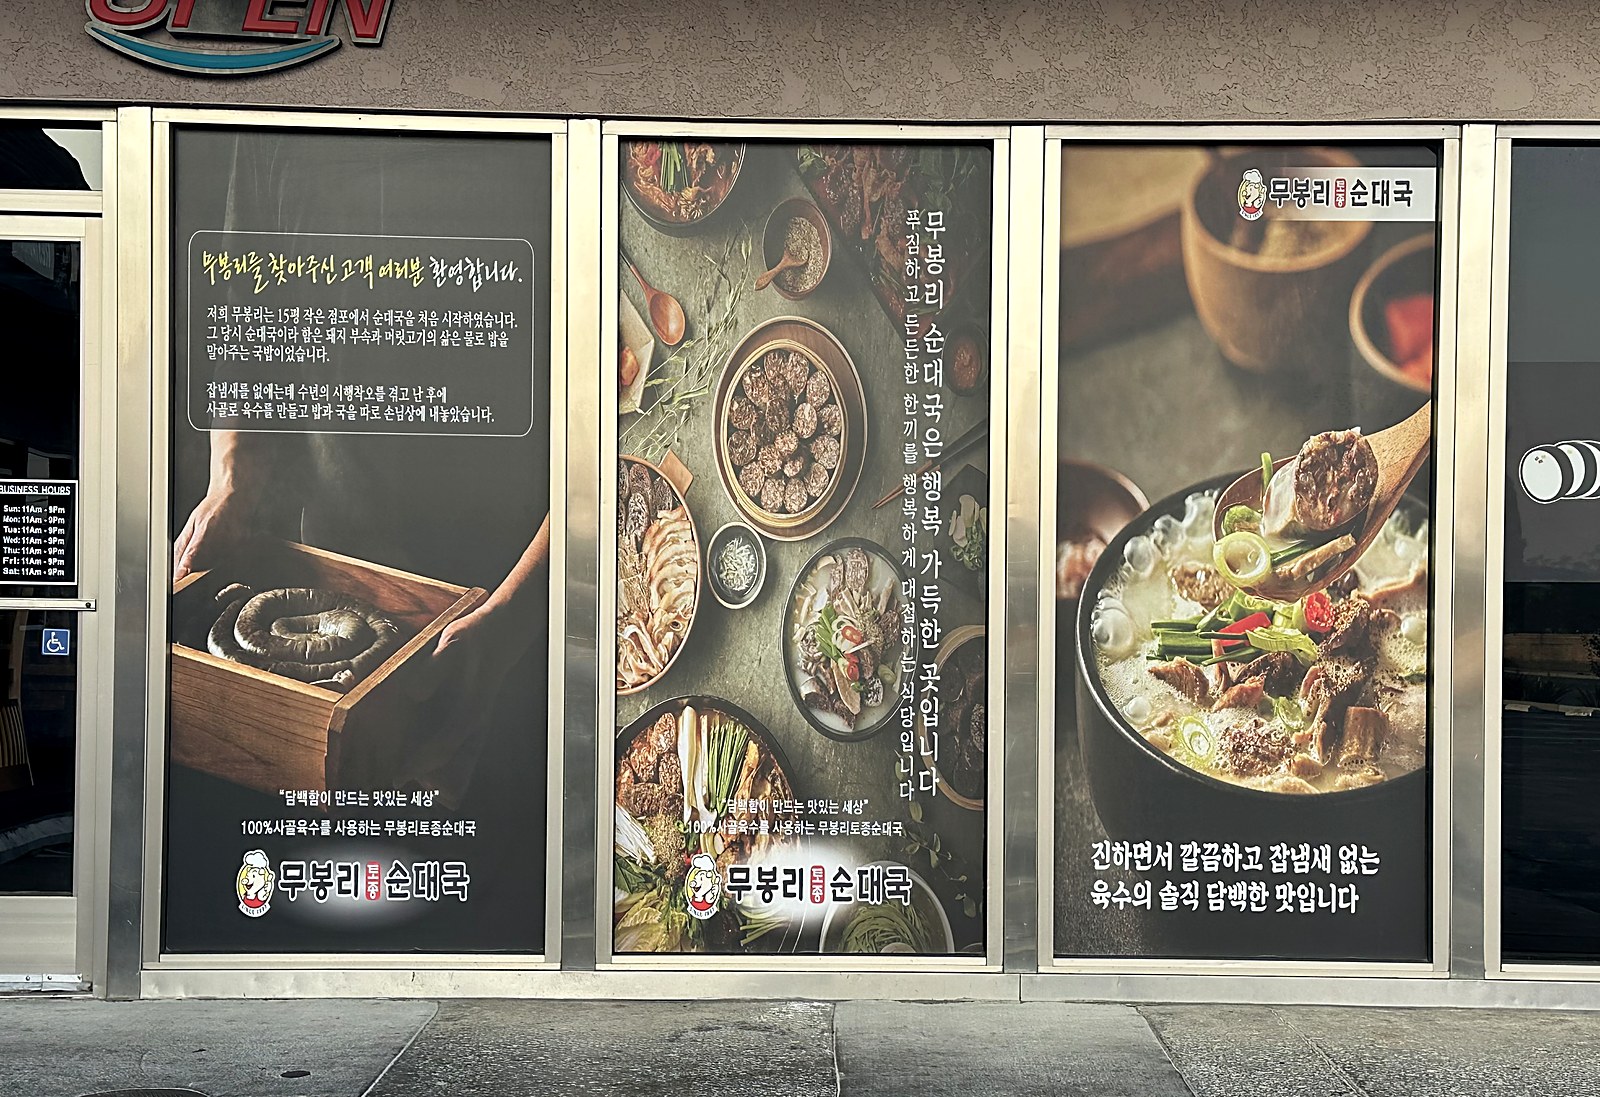 OPEN
BUSINESS HOURS
Sun: 11Am - 9Pm
Mon: 11Am - 9Pm
Tue: 11Am - 9Pm
Wed: 11Am - 9Pm
Thu: 11Am - 9Pm
Fri: 11Am - 9Pm
Sat: 11Am - 9Pm
무봉리를 찾아주신 고객 여러분 환영합니다.
저희 무봉리는 15평 작은 점포에서 순대국을 처음 시작하였습니다.
그 당시 순대국이라 함은 돼지 부속과 머릿고기의 삶은 물로 밥을
말아주는 국밥이었습니다.
잡냄새를 없애는데 수년의 시행착오를 겪고 난 후에
사골로 육수를 만들고 밥과 국을 따로 손님상에 내놓았습니다.
“담백함이 만드는 맛있는 세상”
100%사골육수를 사용하는 무봉리토종순대국
무봉리 토종 순대국
SINCE 1997
무봉리 순대국은 행복 가득한 곳입니다
푸짐하고 든든한 한끼를 행복하게 대접하는 식당입니다
“담백함이 만드는 맛있는 세상”
100%사골육수를 사용하는 무봉리토종순대국
무봉리 토종 순대국
SINCE 1997
무봉리 토종 순대국
진하면서 깔끔하고 잡냄새 없는
육수의 솔직 담백한 맛입니다